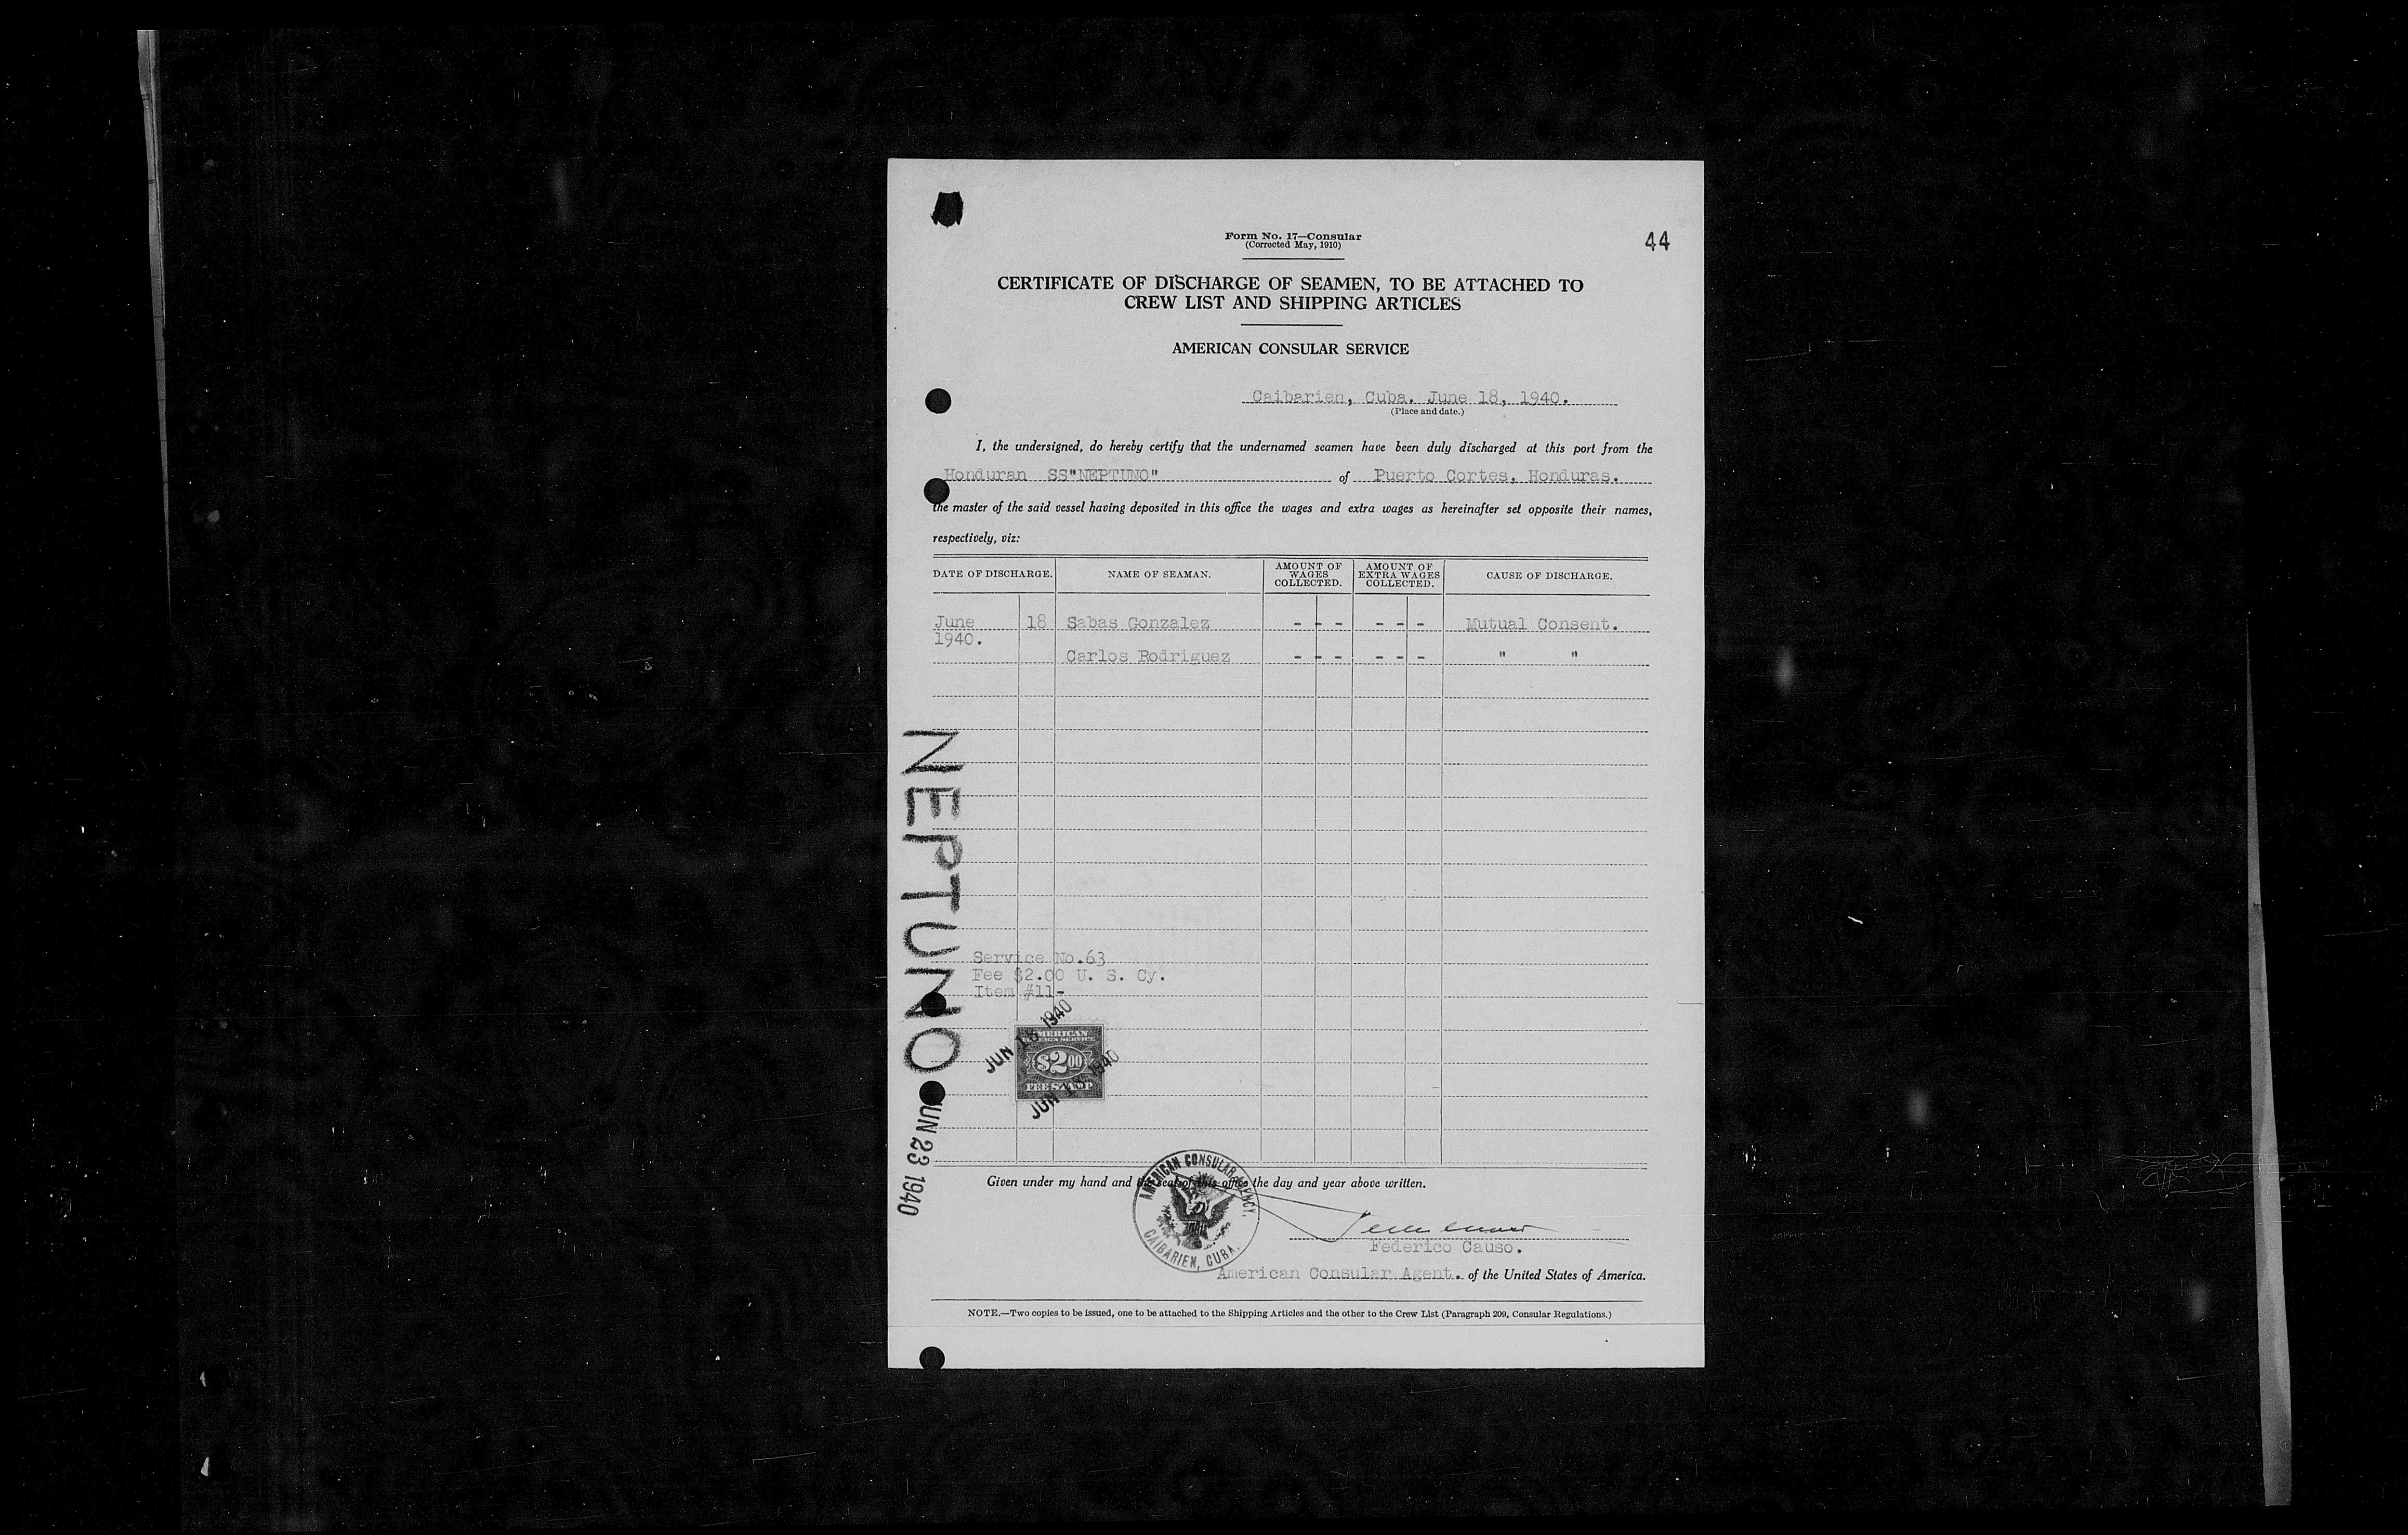 Form No. 17—Consular
(Corrected May, 1910)
44
CERTIFICATE OF DISCHARGE OF SEAMEN, TO BE ATTACHED TO
CREW LIST AND SHIPPING ARTICLES
AMERICAN CONSULAR SERVICE
Caibarien, Cuba. June 18, 1940.
(Place and date.)
I, the undersigned, do hereby certify that the undernamed seamen have been duly discharged at this port from the
Honduran SS"NEPTUNO" of Puerto Cortes, Honduras.
the master of the said vessel having deposited in this office the wages and extra wages as hereinafter set opposite their names,
respectively, viz:
DATE OF DISCHARGE. NAME OF SEAMAN. AMOUNT OF WAGES COLLECTED. AMOUNT OF EXTRA WAGES COLLECTED. CAUSE OF DISCHARGE.
June 18 Sabas Gonzalez - - - - - - Mutual Consent.
1940.
Carlos Rodriguez - - - - - - " "
NEPTUNO
Service No.63
Fee $2.00 U. S. Cy.
Item #11-
JUN 18 1940
AMERICAN
FOREIGN SERVICE
$2.00
FEE STAMP
JUN 18 1940
JUN 23 1940
Given under my hand and the seal of this office the day and year above written.
AMERICAN CONSULAR AGENCY,
CAIBARIEN, CUBA.
Federico Causo.
American Consular Agent. of the United States of America.
NOTE.—Two copies to be issued, one to be attached to the Shipping Articles and the other to the Crew List (Paragraph 209, Consular Regulations.)